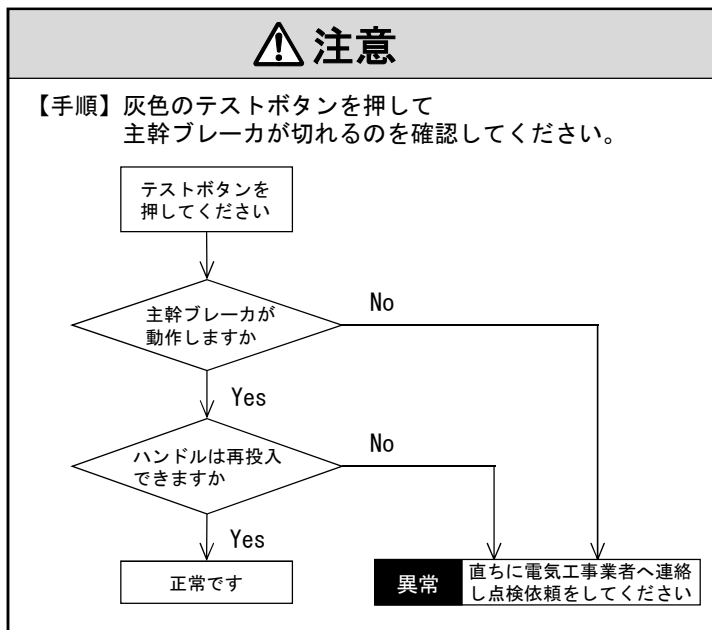 注意
【手順】灰色のテストボタンを押して
主幹ブレーカが切れるのを確認してください。
テストボタンを
押してください
主幹ブレーカが
動作しますか
No
Yes
ハンドルは再投入
できますか
No
Yes
正常です
異常
直ちに電気工事業者へ連絡
し点検依頼をしてください